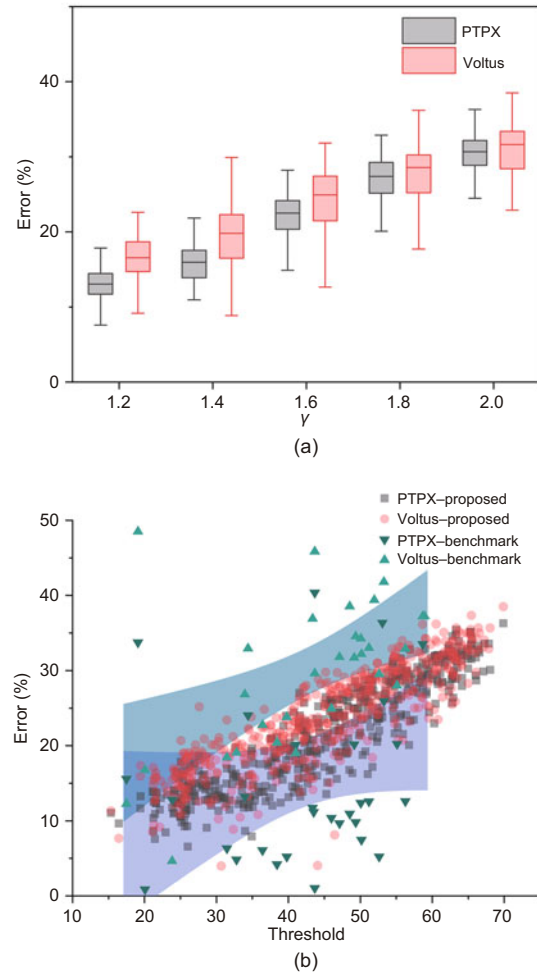 PTPX
Voltus
40
20
0
Error (%)
1.2 1.4 1.6 1.8 2.0
γ
(a)
PTPX–proposed
Voltus–proposed
PTPX–benchmark
Voltus–benchmark
50
40
30
20
10
0
Error (%)
10 20 30 40 50 60 70
Threshold
(b)